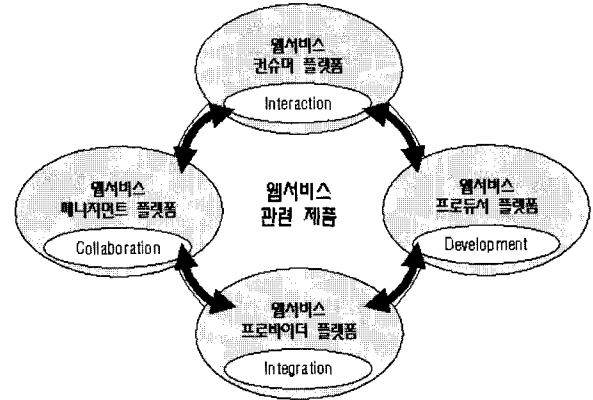 웹서비스
컨슈머 플랫폼
Interaction
웹서비스
매니지먼트 플랫폼
Collaboration
웹서비스
관련 제품
웹서비스
프로듀서 플랫폼
Development
웹서비스
프로바이더 플랫폼
Integration